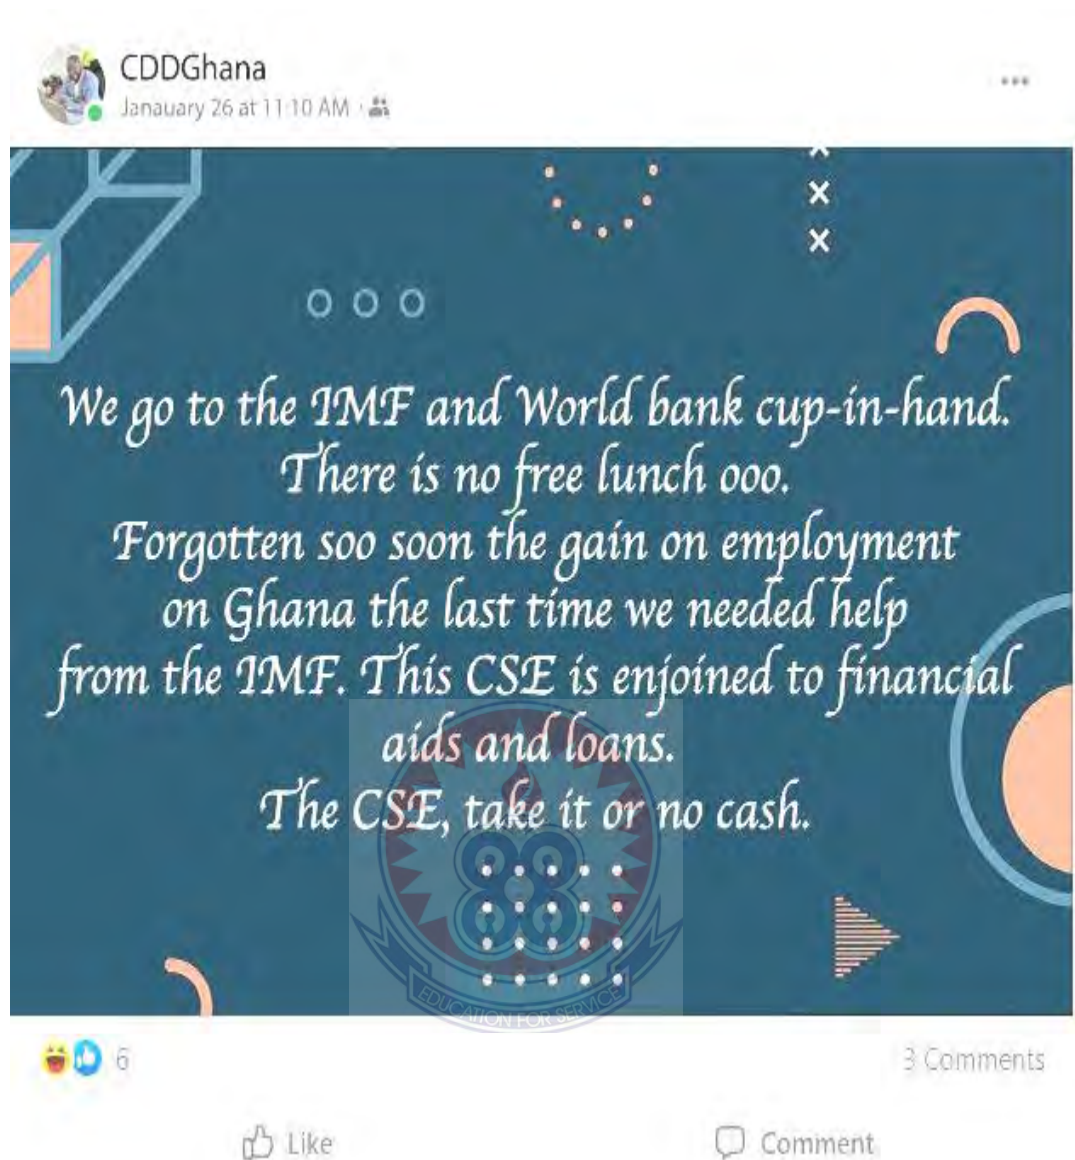 CDDGhana
Janauary 26 at 11:10 AM
We go to the IMF and World bank cup-in-hand.
There is no free lunch ooo.
Forgotten soo soon the gain on employment
on Ghana the last time we needed help
from the IMF. This CSE is enjoined to financial
aids and loans.
The CSE, take it or no cash.
EDUCATION FOR SERVICE
6
3 Comments
Like
Comment